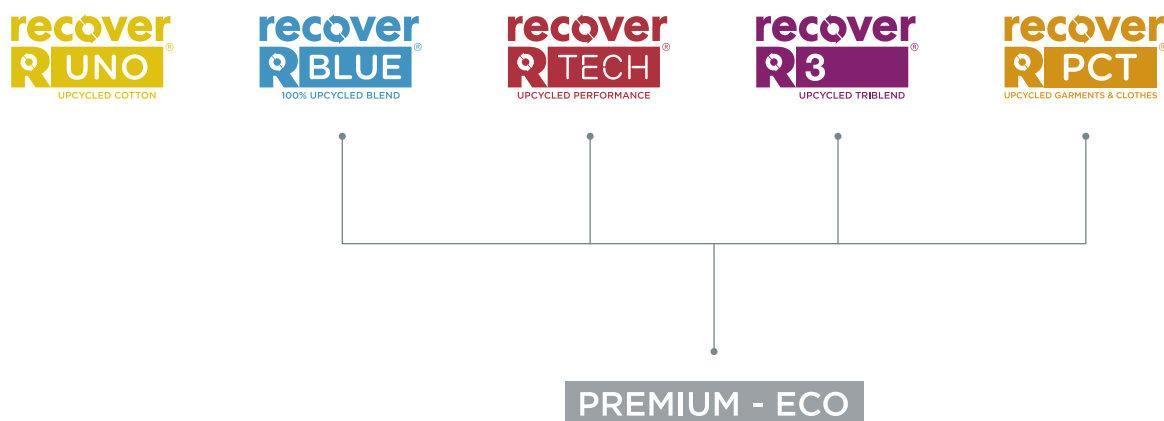 recover
R UNO ®
UPCYCLED COTTON
recover
R BLUE ®
100% UPCYCLED BLEND
recover
R TECH ®
UPCYCLED PERFORMANCE
recover
R 3 ®
UPCYCLED TRIBLEND
recover
R PCT ®
UPCYCLED GARMENTS & CLOTHES
PREMIUM - ECO